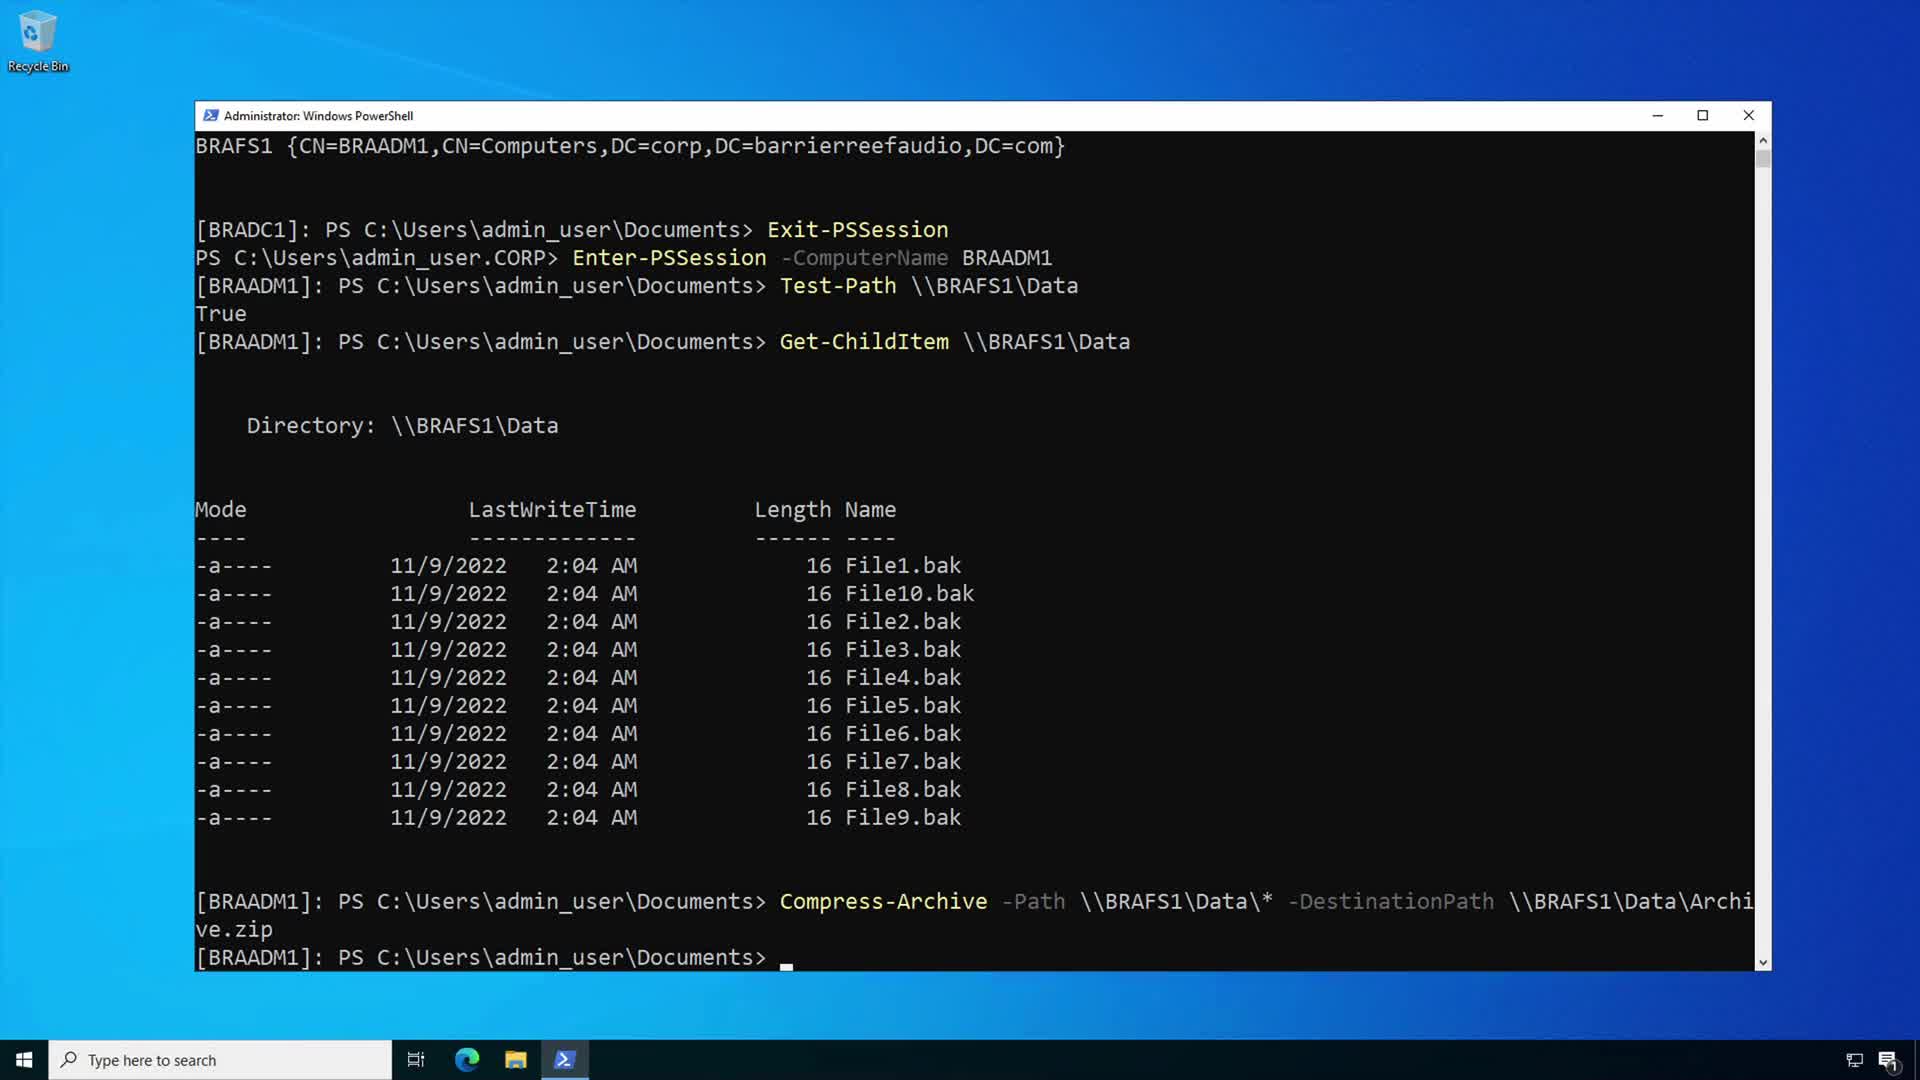 Recycle Bin
Administrator: Windows PowerShell
BRAFS1 {CN=BRAADM1,CN=Computers,DC=corp,DC=barrierreefaudio,DC=com}
[BRADC1]: PS C:\Users\admin_user\Documents> Exit-PSSession
PS C:\Users\admin_user.CORP> Enter-PSSession -ComputerName BRAADM1
[BRAADM1]: PS C:\Users\admin_user\Documents> Test-Path \\BRAFS1\Data
True
[BRAADM1]: PS C:\Users\admin_user\Documents> Get-ChildItem \\BRAFS1\Data
    Directory: \\BRAFS1\Data
Mode                 LastWriteTime         Length Name
----                 -------------         ------ ----
-a----         11/9/2022   2:04 AM             16 File1.bak
-a----         11/9/2022   2:04 AM             16 File10.bak
-a----         11/9/2022   2:04 AM             16 File2.bak
-a----         11/9/2022   2:04 AM             16 File3.bak
-a----         11/9/2022   2:04 AM             16 File4.bak
-a----         11/9/2022   2:04 AM             16 File5.bak
-a----         11/9/2022   2:04 AM             16 File6.bak
-a----         11/9/2022   2:04 AM             16 File7.bak
-a----         11/9/2022   2:04 AM             16 File8.bak
-a----         11/9/2022   2:04 AM             16 File9.bak
[BRAADM1]: PS C:\Users\admin_user\Documents> Compress-Archive -Path \\BRAFS1\Data\* -DestinationPath \\BRAFS1\Data\Archi
ve.zip
[BRAADM1]: PS C:\Users\admin_user\Documents>
Type here to search
1